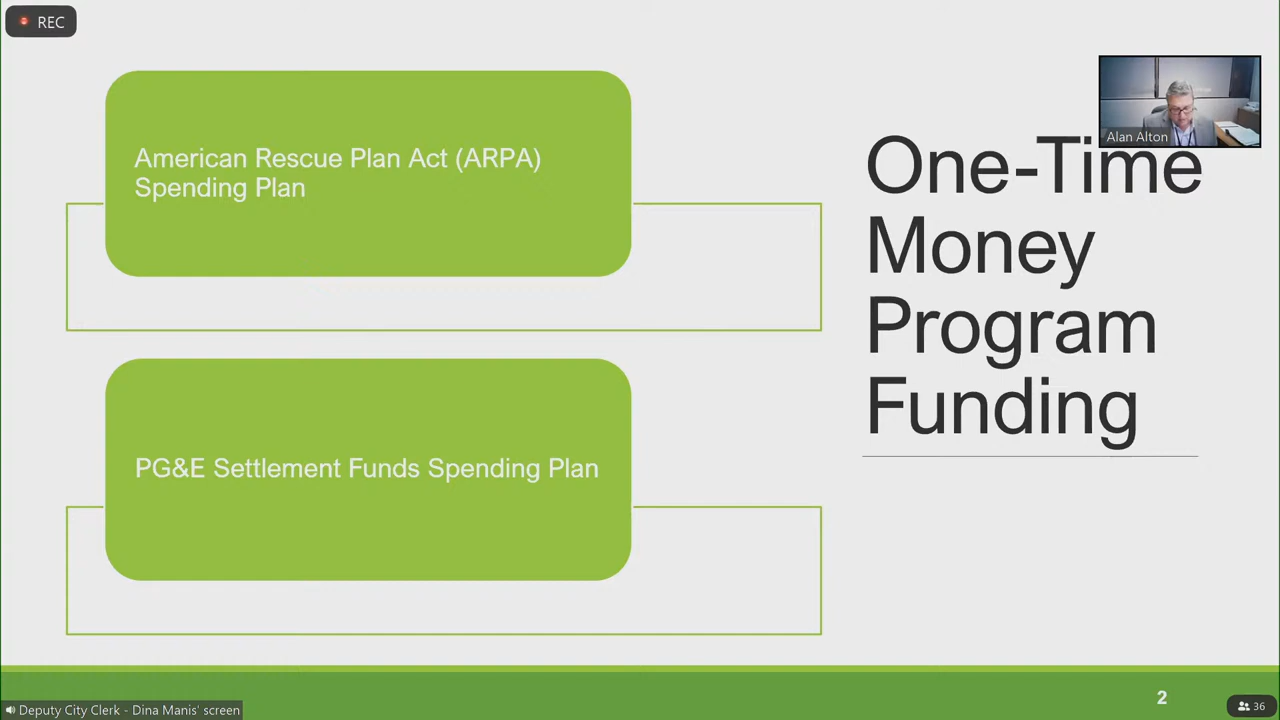 REC
American Rescue Plan Act (ARPA)
Spending Plan
PG&E Settlement Funds Spending Plan
Alan Alton
One-Time
Money
Program
Funding
2
Deputy City Clerk - Dina Manis' screen
36